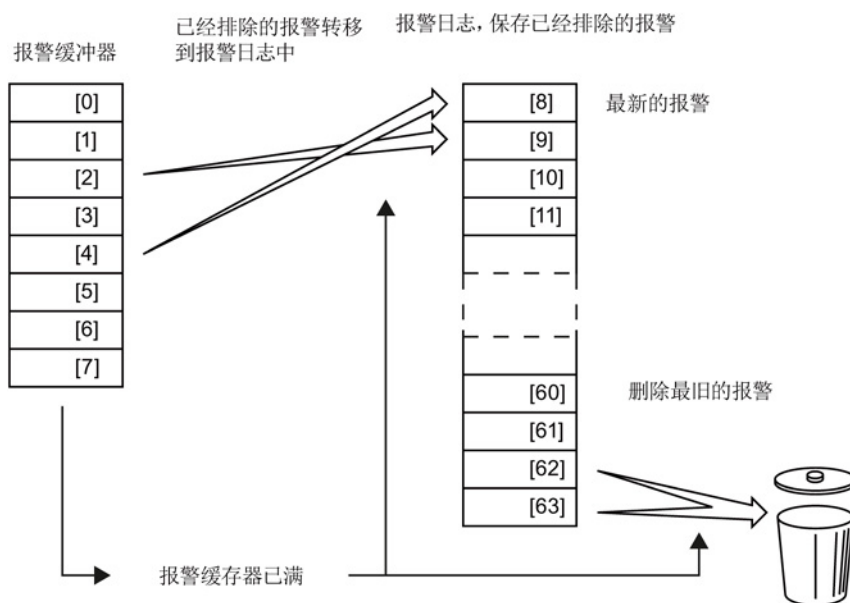 报警缓冲器
已经排除的报警转移
到报警日志中
报警日志，保存已经排除的报警
[0]
[1]
[2]
[3]
[4]
[5]
[6]
[7]
[8]
[9]
[10]
[11]
最新的报警
[60]
[61]
[62]
[63]
删除最旧的报警
报警缓存器已满